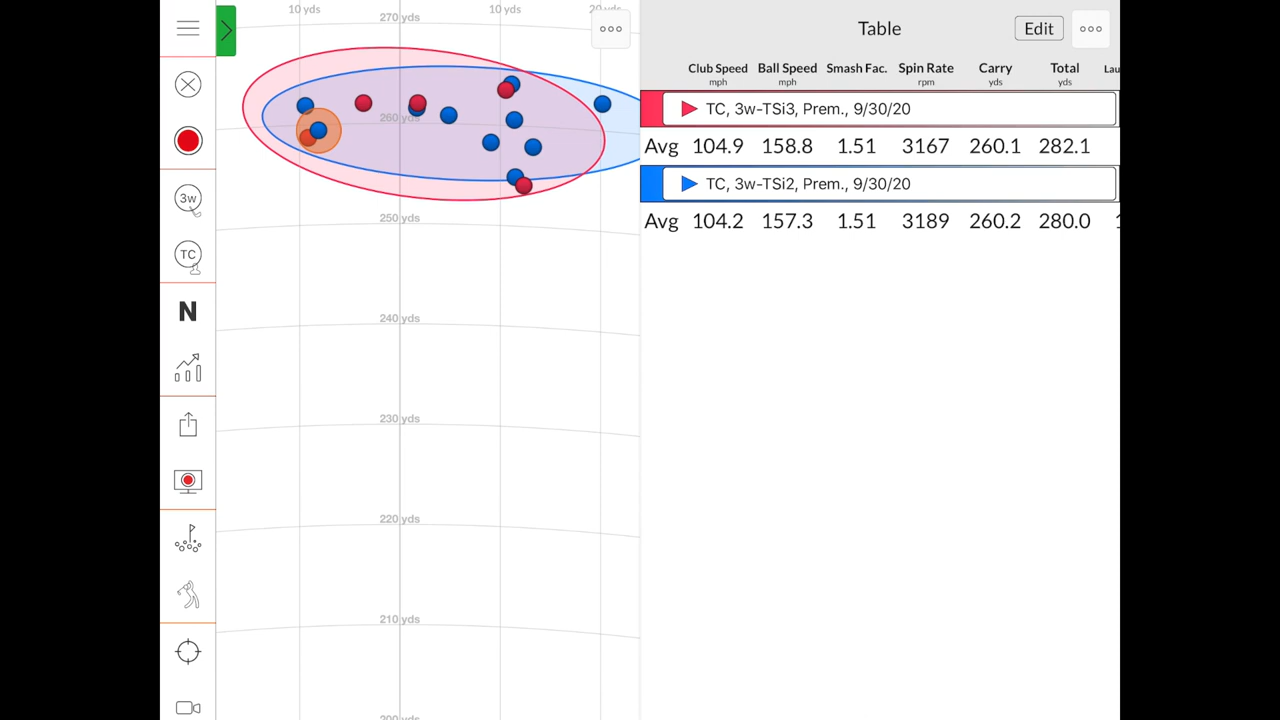 10 yds 10 yds 20 yds
270 yds
260 yds
250 yds
240 yds
230 yds
220 yds
210 yds
200 yds
3w
TC
N
Table
Edit
Club Speed Ball Speed Smash Fac. Spin Rate Carry Total Lau
mph mph rpm yds yds
TC, 3w-TSi3, Prem., 9/30/20
Avg 104.9 158.8 1.51 3167 260.1 282.1
TC, 3w-TSi2, Prem., 9/30/20
Avg 104.2 157.3 1.51 3189 260.2 280.0